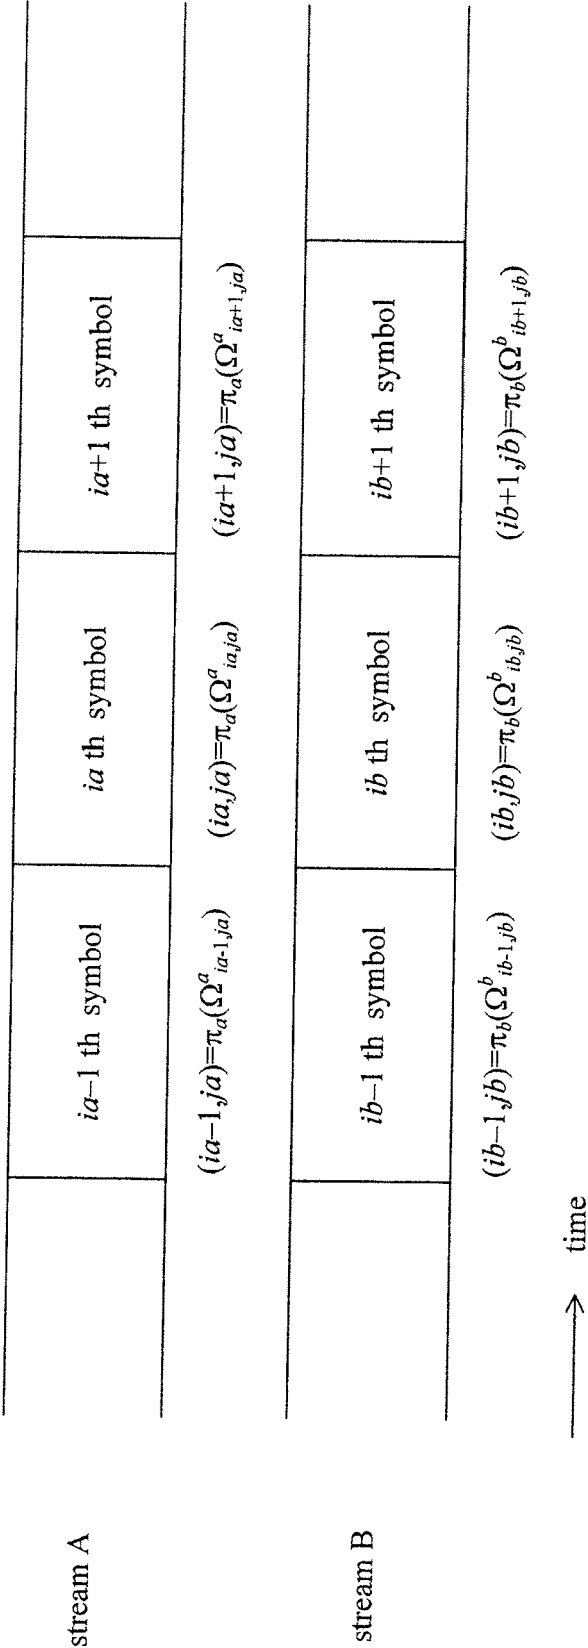 stream A
ia−1 th symbol
ia th symbol
ia+1 th symbol
(ia−1,ja)=πₐ(Ωᵃia-1,ja)
(ia,ja)=πₐ(Ωᵃia,ja)
(ia+1,ja)=πₐ(Ωᵃia+1,ja)
stream B
ib−1 th symbol
ib th symbol
ib+1 th symbol
(ib−1,jb)=πb(Ωᵇib-1,jb)
(ib,jb)=πb(Ωᵇib,jb)
(ib+1,jb)=πb(Ωᵇib+1,jb)
time